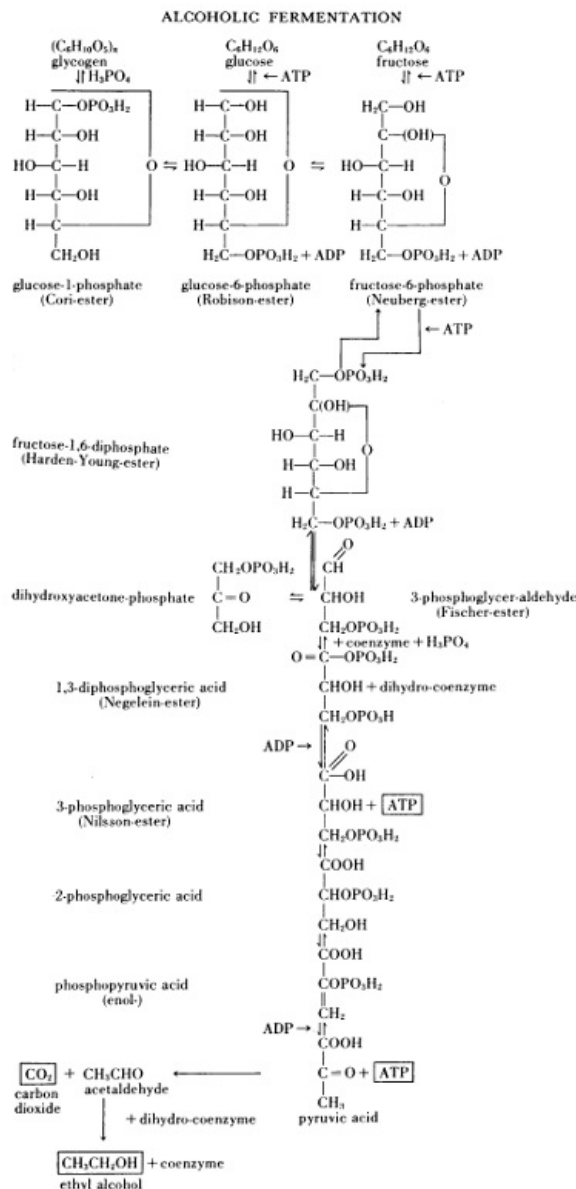 ALCOHOLIC FERMENTATION
(C₆H₁₀O₅)ₙ C₆H₁₂O₆ C₆H₁₂O₆
glycogen glucose fructose
⇃↾H₃PO₄ ⇃↾ ←ATP ⇃↾ ←ATP
H—C—OPO₃H₂ H—C—OH H₂C—OH
H—C—OH H—C—OH C—(OH)
HO—C—H O ⇌ HO—C—H O ⇌ HO—C—H
H—C—OH H—C—OH H—C—OH O
H—C H—C H—C
CH₂OH H₂C—OPO₃H₂ + ADP H₂C—OPO₃H₂ + ADP
glucose-1-phosphate glucose-6-phosphate fructose-6-phosphate
(Cori-ester) (Robison-ester) (Neuberg-ester)
←ATP
H₂C—OPO₃H₂
C(OH)
fructose-1,6-diphosphate HO—C—H
(Harden-Young-ester) H—C—OH O
H—C
H₂C—OPO₃H₂ + ADP
O
CH₂OPO₃H₂ CH
dihydroxyacetone-phosphate C=O ⇌ CHOH 3-phosphoglycer-aldehyde
(Fischer-ester)
CH₂OH CH₂OPO₃H₂
⇃↾ + coenzyme + H₃PO₄
O=C—OPO₃H₂
1,3-diphosphoglyceric acid CHOH + dihydro-coenzyme
(Negelein-ester)
CH₂OPO₃H
ADP→ O
C—OH
3-phosphoglyceric acid CHOH + ATP
(Nilsson-ester)
CH₂OPO₃H₂
COOH
2-phosphoglyceric acid CHOPO₃H₂
CH₂OH
COOH
phosphopyruvic acid COPO₃H₂
(enol-)
CH₂
ADP→
COOH
CO₂ + CH₃CHO ← C=O + ATP
carbon acetaldehyde
dioxide CH₃
+ dihydro-coenzyme pyruvic acid
CH₃CH₂OH + coenzyme
ethyl alcohol